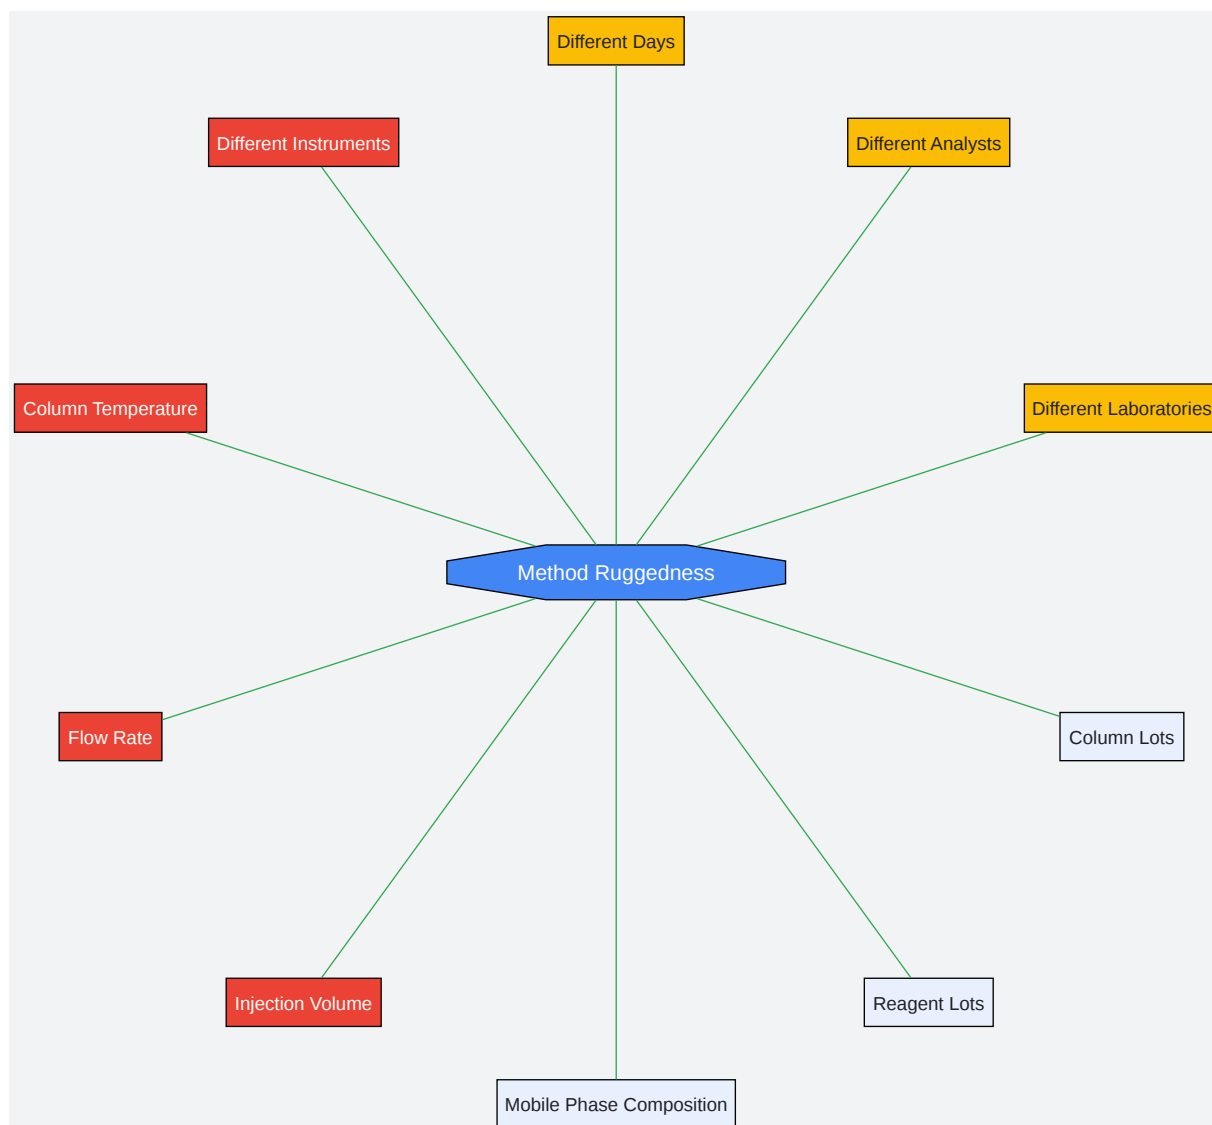 Different Days
Different Instruments
Different Analysts
Column Temperature
Different Laboratories
Method Ruggedness
Flow Rate
Column Lots
Injection Volume
Reagent Lots
Mobile Phase Composition